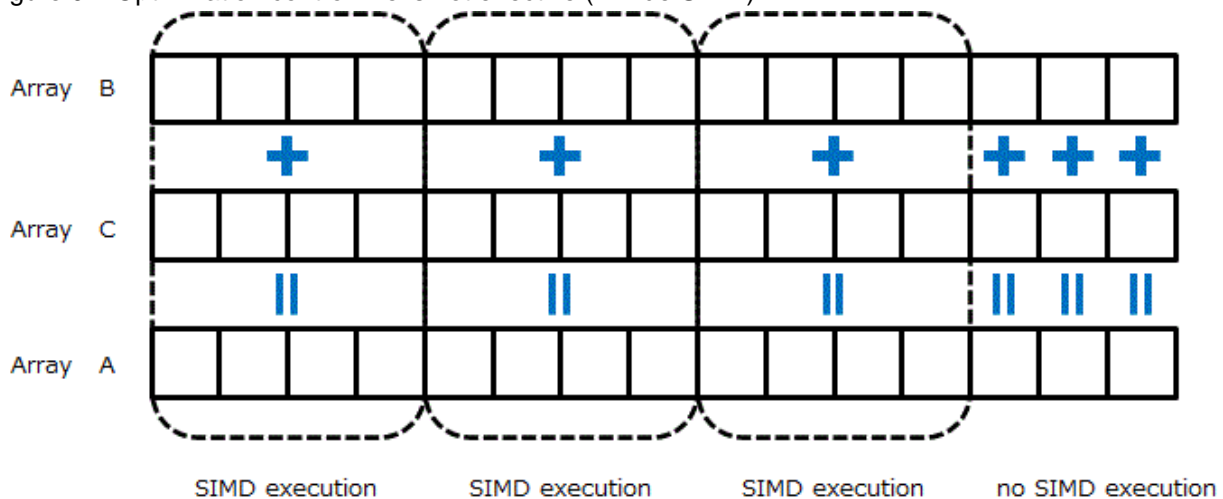 Array B
Array C
Array A
SIMD execution
SIMD execution
SIMD execution
no SIMD execution